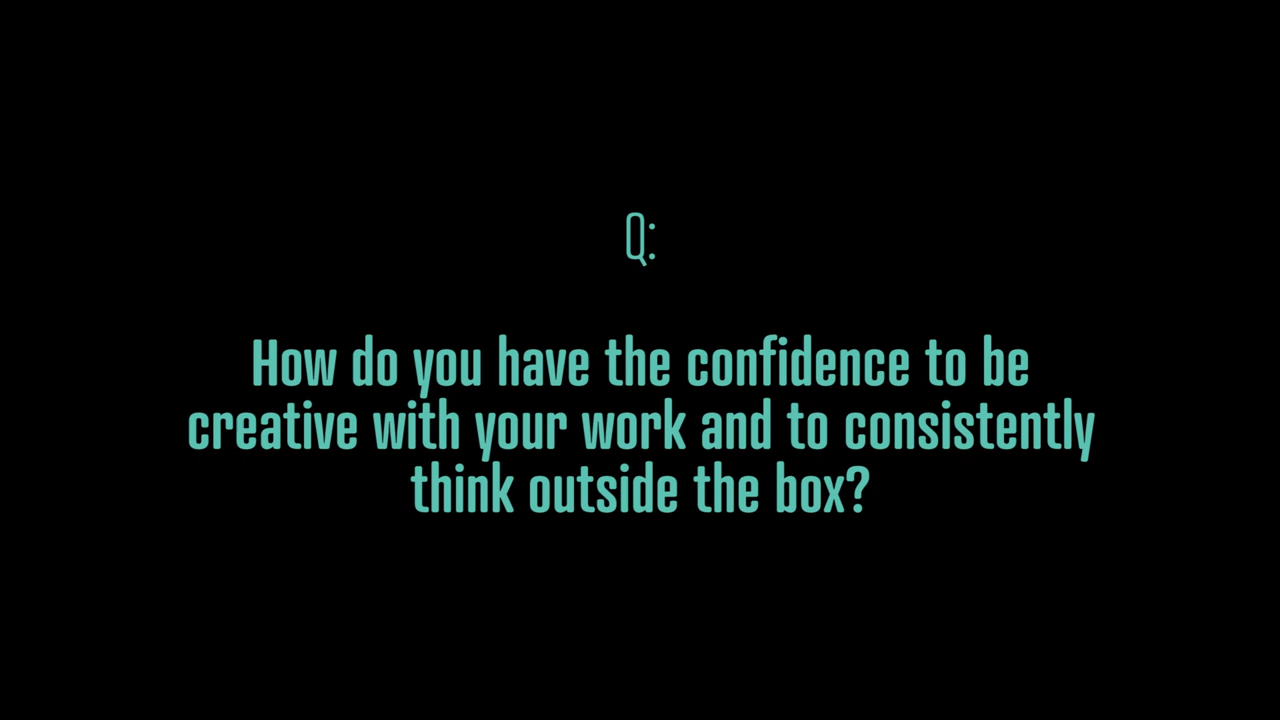 Q:
How do you have the confidence to be
creative with your work and to consistently
think outside the box?